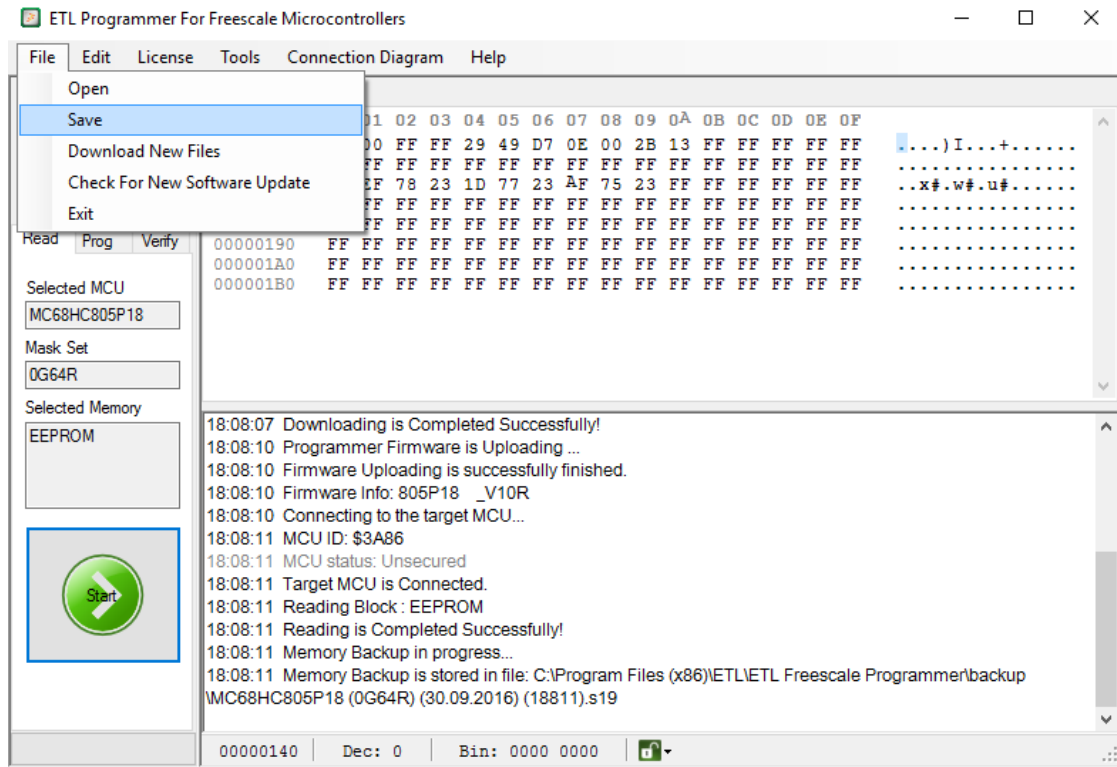 ETL Programmer For Freescale Microcontrollers
File Edit License Tools Connection Diagram Help
Open
Save
Download New Files
Check For New Software Update
Exit
01 02 03 04 05 06 07 08 09 0A 0B 0C 0D 0E 0F
00 FF FF 29 49 D7 0E 00 2B 13 FF FF FF FF FF ....)I...+......
FF FF FF FF FF FF FF FF FF FF FF FF FF FF FF ................
EF 78 23 1D 77 23 AF 75 23 FF FF FF FF FF FF ..x#.w#.u#......
FF FF FF FF FF FF FF FF FF FF FF FF FF FF FF ................
FF FF FF FF FF FF FF FF FF FF FF FF FF FF FF ................
00000190 FF FF FF FF FF FF FF FF FF FF FF FF FF FF FF FF ................
000001A0 FF FF FF FF FF FF FF FF FF FF FF FF FF FF FF FF ................
000001B0 FF FF FF FF FF FF FF FF FF FF FF FF FF FF FF FF ................
Read Prog Verify
Selected MCU
MC68HC805P18
Mask Set
0G64R
Selected Memory
EEPROM
Start
18:08:07 Downloading is Completed Successfully!
18:08:10 Programmer Firmware is Uploading ...
18:08:10 Firmware Uploading is successfully finished.
18:08:10 Firmware Info: 805P18 _V10R
18:08:10 Connecting to the target MCU...
18:08:11 MCU ID: $3A86
18:08:11 MCU status: Unsecured
18:08:11 Target MCU is Connected.
18:08:11 Reading Block : EEPROM
18:08:11 Reading is Completed Successfully!
18:08:11 Memory Backup in progress...
18:08:11 Memory Backup is stored in file: C:\Program Files (x86)\ETL\ETL Freescale Programmer\backup
\MC68HC805P18 (0G64R) (30.09.2016) (18811).s19
00000140 Dec: 0 Bin: 0000 0000